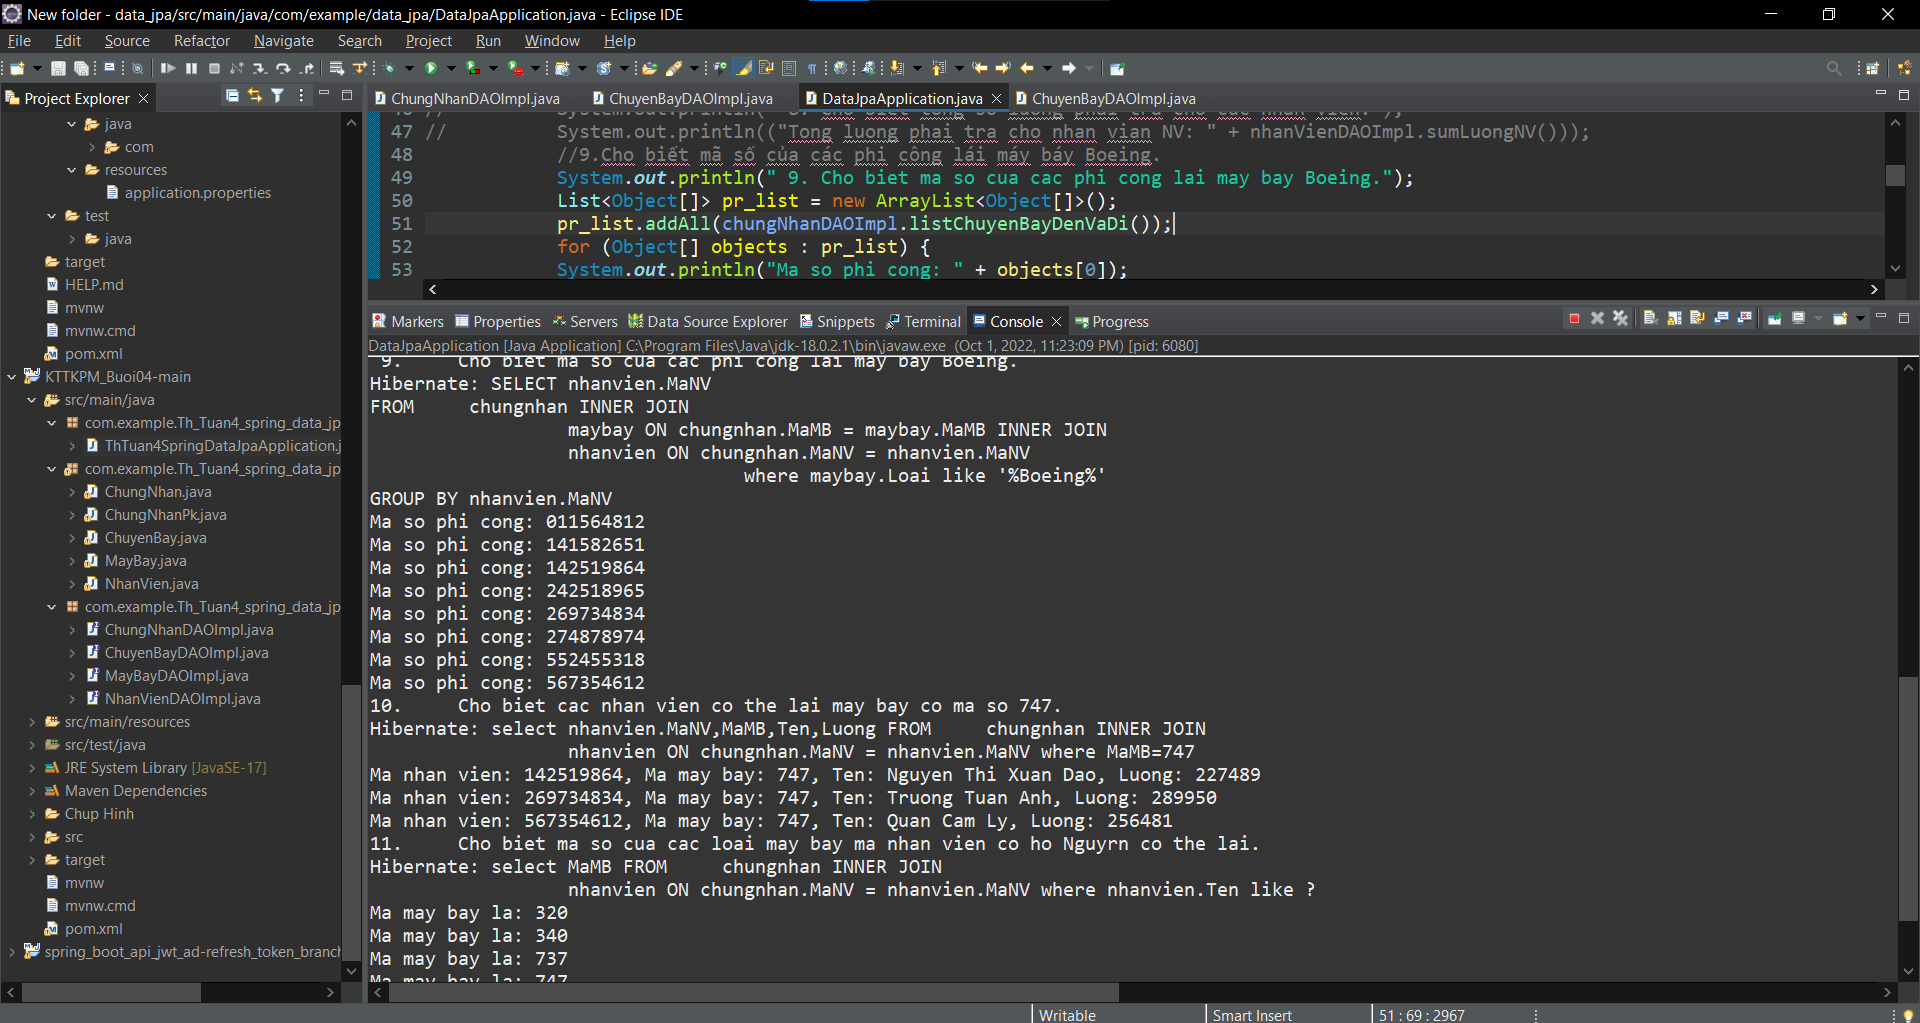 New folder - data_jpa/src/main/java/com/example/data_jpa/DataJpaApplication.java - Eclipse IDE
File Edit Source Refactor Navigate Search Project Run Window Help
Project Explorer
java
com
resources
application.properties
test
java
target
HELP.md
mvnw
mvnw.cmd
pom.xml
KTTKPM_Buoi04-main
src/main/java
com.example.Th_Tuan4_spring_data_jp
ThTuan4SpringDataJpaApplication.j
com.example.Th_Tuan4_spring_data_jp
ChungNhan.java
ChungNhanPk.java
ChuyenBay.java
MayBay.java
NhanVien.java
com.example.Th_Tuan4_spring_data_jp
ChungNhanDAOImpl.java
ChuyenBayDAOImpl.java
MayBayDAOImpl.java
NhanVienDAOImpl.java
src/main/resources
src/test/java
JRE System Library [JavaSE-17]
Maven Dependencies
Chup Hinh
src
target
mvnw
mvnw.cmd
pom.xml
spring_boot_api_jwt_ad-refresh_token_branch
ChungNhanDAOImpl.java ChuyenBayDAOImpl.java DataJpaApplication.java ChuyenBayDAOImpl.java
47 // System.out.println(("Tong luong phai tra cho nhan vian NV: " + nhanVienDAOImpl.sumLuongNV()));
48 //9.Cho biết mã số của các phi công lái máy báy Boeing.
49 System.out.println(" 9. Cho biet ma so cua cac phi cong lai may bay Boeing.");
50 List<Object[]> pr_list = new ArrayList<Object[]>();
51 pr_list.addAll(chungNhanDAOImpl.listChuyenBayDenVaDi());
52 for (Object[] objects : pr_list) {
53 System.out.println("Ma so phi cong: " + objects[0]);
Markers Properties Servers Data Source Explorer Snippets Terminal Console Progress
DataJpaApplication [Java Application] C:\Program Files\Java\jdk-18.0.2.1\bin\javaw.exe (Oct 1, 2022, 11:23:09 PM) [pid: 6080]
9. Cho biet ma so cua cac phi cong lai may bay Boeing.
Hibernate: SELECT nhanvien.MaNV
FROM chungnhan INNER JOIN
maybay ON chungnhan.MaMB = maybay.MaMB INNER JOIN
nhanvien ON chungnhan.MaNV = nhanvien.MaNV
where maybay.Loai like '%Boeing%'
GROUP BY nhanvien.MaNV
Ma so phi cong: 011564812
Ma so phi cong: 141582651
Ma so phi cong: 142519864
Ma so phi cong: 242518965
Ma so phi cong: 269734834
Ma so phi cong: 274878974
Ma so phi cong: 552455318
Ma so phi cong: 567354612
10. Cho biet cac nhan vien co the lai may bay co ma so 747.
Hibernate: select nhanvien.MaNV,MaMB,Ten,Luong FROM chungnhan INNER JOIN
nhanvien ON chungnhan.MaNV = nhanvien.MaNV where MaMB=747
Ma nhan vien: 142519864, Ma may bay: 747, Ten: Nguyen Thi Xuan Dao, Luong: 227489
Ma nhan vien: 269734834, Ma may bay: 747, Ten: Truong Tuan Anh, Luong: 289950
Ma nhan vien: 567354612, Ma may bay: 747, Ten: Quan Cam Ly, Luong: 256481
11. Cho biet ma so cua cac loai may bay ma nhan vien co ho Nguyrn co the lai.
Hibernate: select MaMB FROM chungnhan INNER JOIN
nhanvien ON chungnhan.MaNV = nhanvien.MaNV where nhanvien.Ten like ?
Ma may bay la: 320
Ma may bay la: 340
Ma may bay la: 737
Ma may bay la: 747
Writable Smart Insert 51 : 69 : 2967